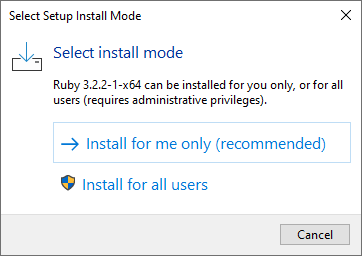 Select Setup Install Mode
Select install mode
Ruby 3.2.2-1-x64 can be installed for you only, or for all
users (requires administrative privileges).
Install for me only (recommended)
Install for all users
Cancel